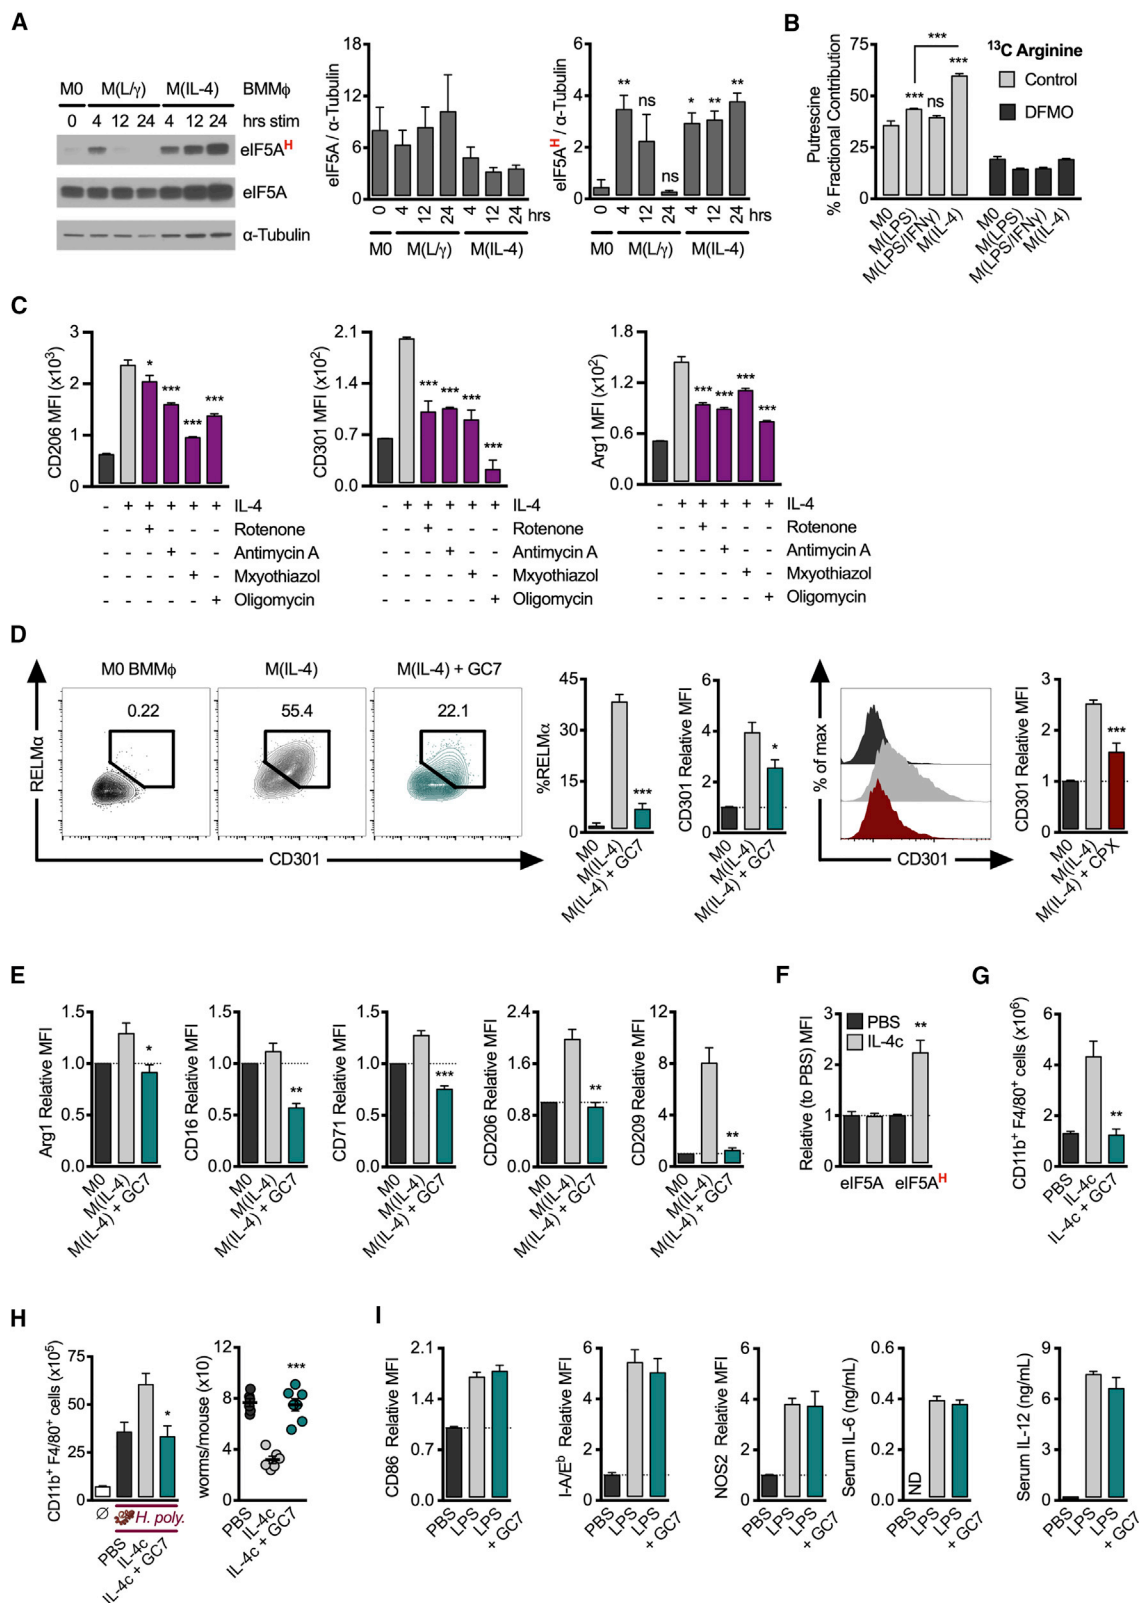 A
M0 M(L/γ) M(IL-4) BMMϕ
0 4 12 24 4 12 24 hrs stim
eIF5Aᴴ
eIF5A
α-Tubulin
eIF5A / α-Tubulin
18
12
6
0
0 4 12 24 4 12 24 hrs
M0 M(L/γ) M(IL-4)
eIF5Aᴴ / α-Tubulin
6
4
2
0
** ns ns * ** **
0 4 12 24 4 12 24 hrs
M0 M(L/γ) M(IL-4)
B
Putrescine
% Fractional Contribution
75
50
25
0
*** ns *** ***
¹³C Arginine
Control
DFMO
M0 M(LPS) M(LPS/IFNγ) M(IL-4) M0 M(LPS) M(LPS/IFNγ) M(IL-4)
C
CD206 MFI (x10³)
3
2
1
0
* *** *** ***
- + + + + + IL-4
- - + - - - Rotenone
- - - + - - Antimycin A
- - - - + - Mxyothiazol
- - - - - + Oligomycin
CD301 MFI (x10²)
2.1
1.4
0.7
0.0
*** *** *** ***
- + + + + + IL-4
- - + - - - Rotenone
- - - + - - Antimycin A
- - - - + - Mxyothiazol
- - - - - + Oligomycin
Arg1 MFI (x10²)
1.8
1.2
0.6
0.0
*** *** *** ***
- + + + + + IL-4
- - + - - - Rotenone
- - - + - - Antimycin A
- - - - + - Mxyothiazol
- - - - - + Oligomycin
D
M0 BMMϕ M(IL-4) M(IL-4) + GC7
0.22 55.4 22.1
RELMα
CD301
%RELMα
45
30
15
0
***
M0 M(IL-4) M(IL-4) + GC7
CD301 Relative MFI
6
4
2
0
*
M0 M(IL-4) M(IL-4) + GC7
% of max
CD301
CD301 Relative MFI
3
2
1
0
***
M0 M(IL-4) M(IL-4) + CPX
E
Arg1 Relative MFI
1.5
1.0
0.5
0.0
*
M0 M(IL-4) M(IL-4) + GC7
CD16 Relative MFI
1.5
1.0
0.5
0.0
**
M0 M(IL-4) M(IL-4) + GC7
CD71 Relative MFI
1.5
1.0
0.5
0.0
***
M0 M(IL-4) M(IL-4) + GC7
CD206 Relative MFI
2.4
1.6
0.8
0.0
**
M0 M(IL-4) M(IL-4) + GC7
CD209 Relative MFI
12
8
4
0
**
M0 M(IL-4) M(IL-4) + GC7
F
Relative (to PBS) MFI
3
2
1
0
PBS
IL-4c
**
eIF5A eIF5Aᴴ
G
CD11b⁺ F4/80⁺ cells (x10⁶)
6
4
2
0
**
PBS IL-4c IL-4c + GC7
H
CD11b⁺ F4/80⁺ cells (x10⁵)
75
50
25
0
*
∅ H. poly.
PBS IL-4c IL-4c + GC7
worms/mouse (x10)
12
8
4
0
***
PBS IL-4c IL-4c + GC7
I
CD86 Relative MFI
2.1
1.4
0.7
0.0
PBS LPS LPS + GC7
I-A/Eᵇ Relative MFI
6
4
2
0
PBS LPS LPS + GC7
NOS2 Relative MFI
6
4
2
0
PBS LPS LPS + GC7
Serum IL-6 (ng/mL)
0.6
0.4
0.2
0.0
ND
PBS LPS LPS + GC7
Serum IL-12 (ng/mL)
9
6
3
0
PBS LPS LPS + GC7